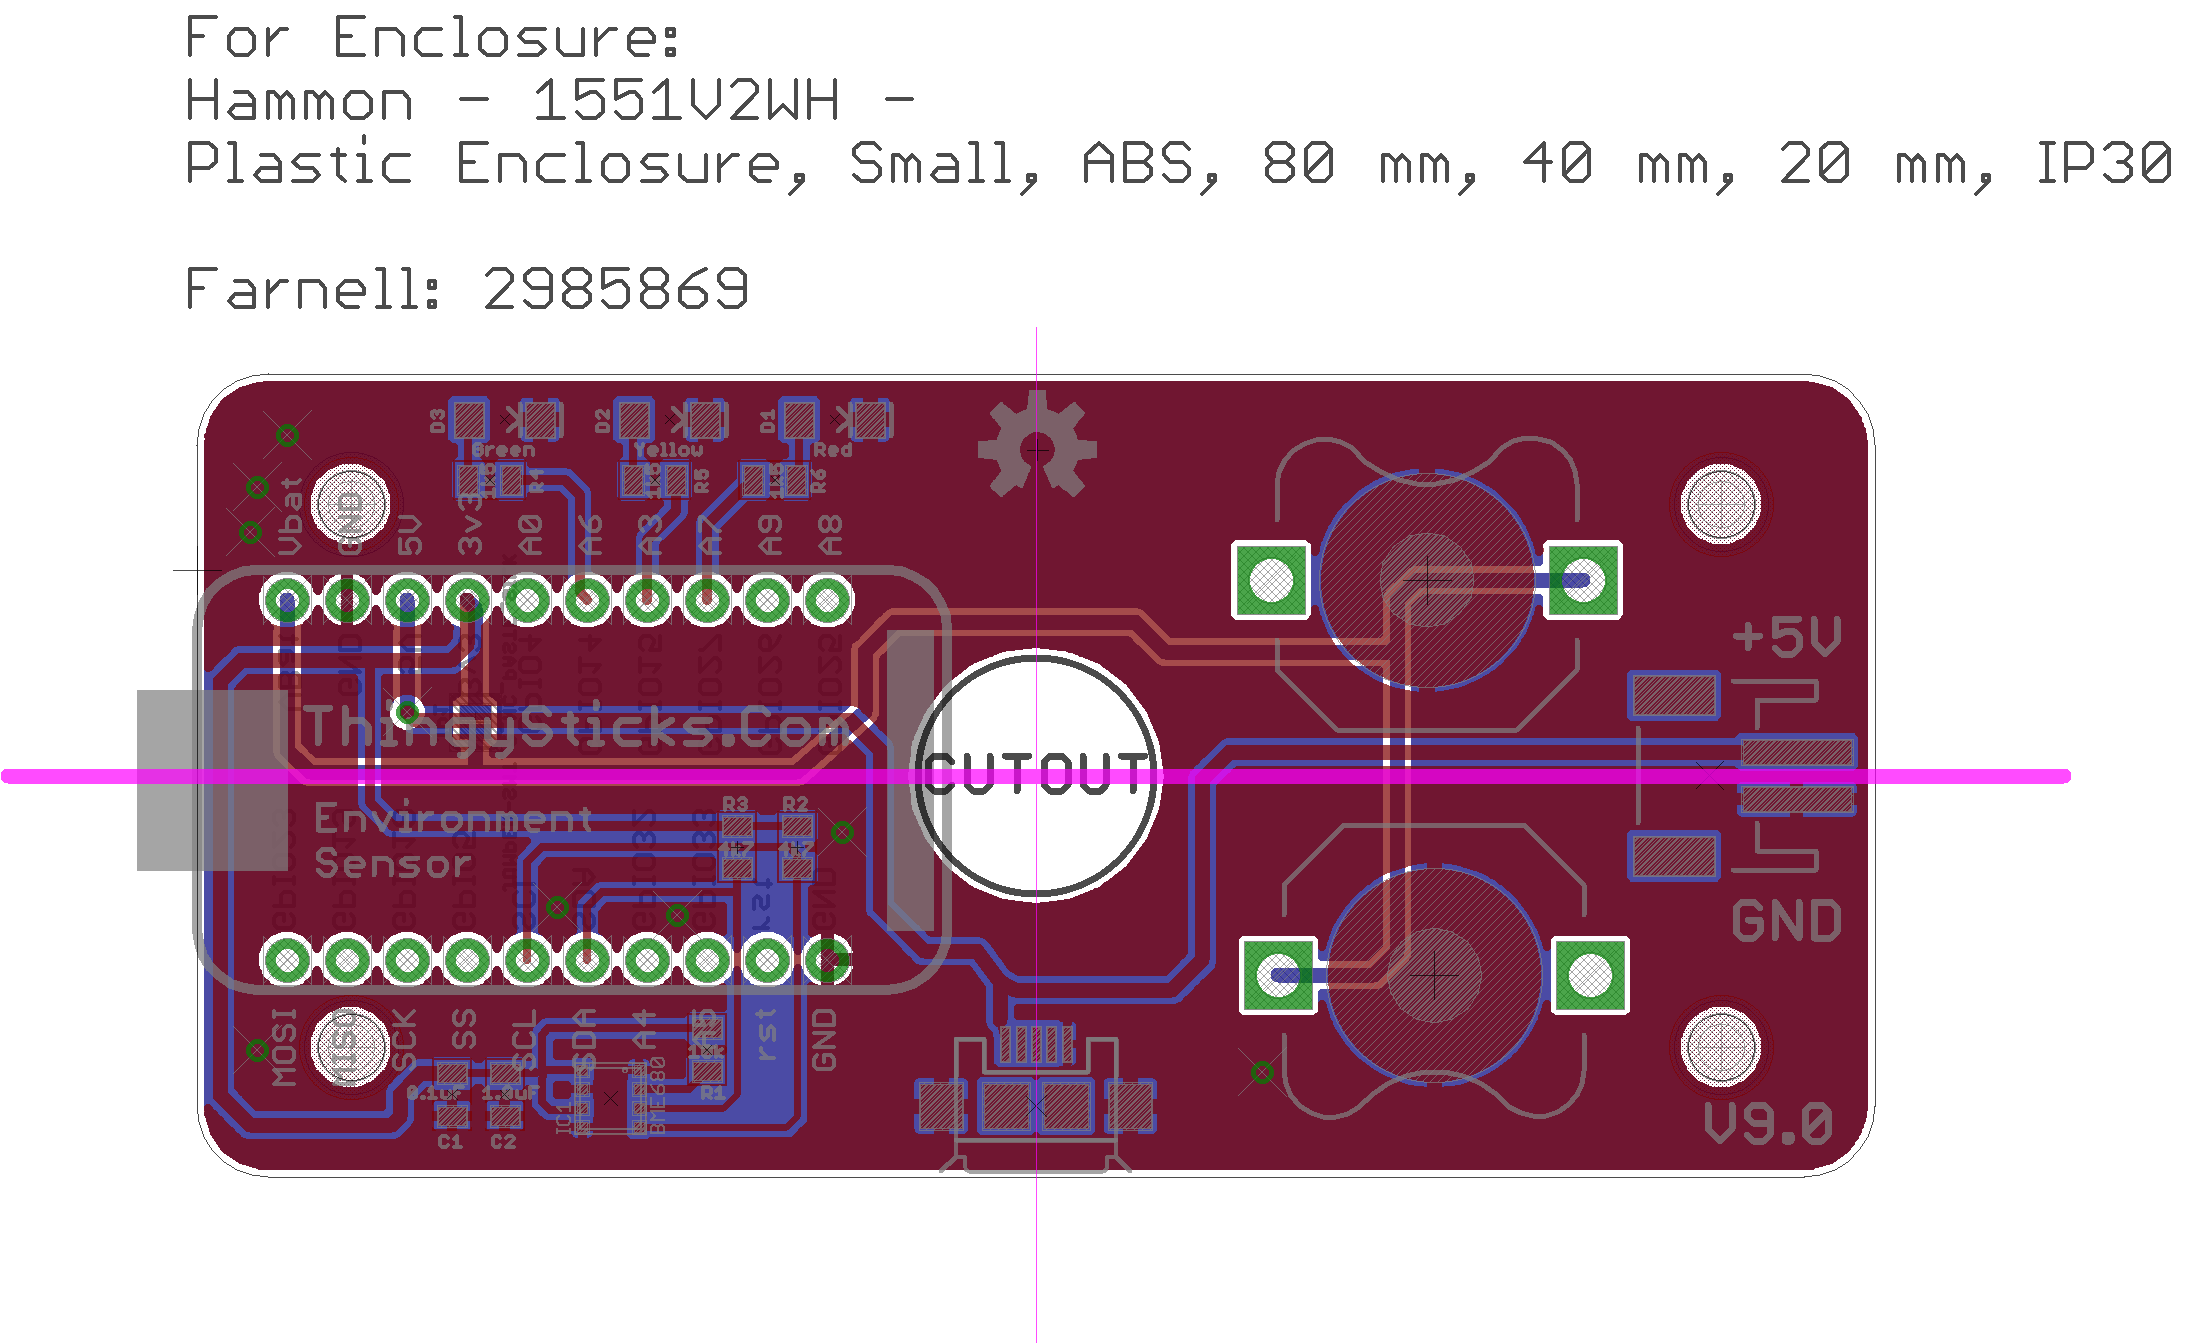 For Enclosure:
Hammon - 1551V2WH -
Plastic Enclosure, Small, ABS, 80 mm, 40 mm, 20 mm, IP30
Farnell: 2985869
D3
D2
D1
Green
Yellow
Red
R4
R5
R6
Vbat
GND
5V
3v3
A0
A6
A3
A7
A9
A8
+5V
ThingySticks.Com
CUTOUT
Environment
Sensor
R3
R2
4k7
4k7
GND
MOSI
MISO
SCK
SS
SCL
SDA
A4
rst
GND
0.1uF
1.0uF
R1
IC1
BME680
C1
C2
V9.0